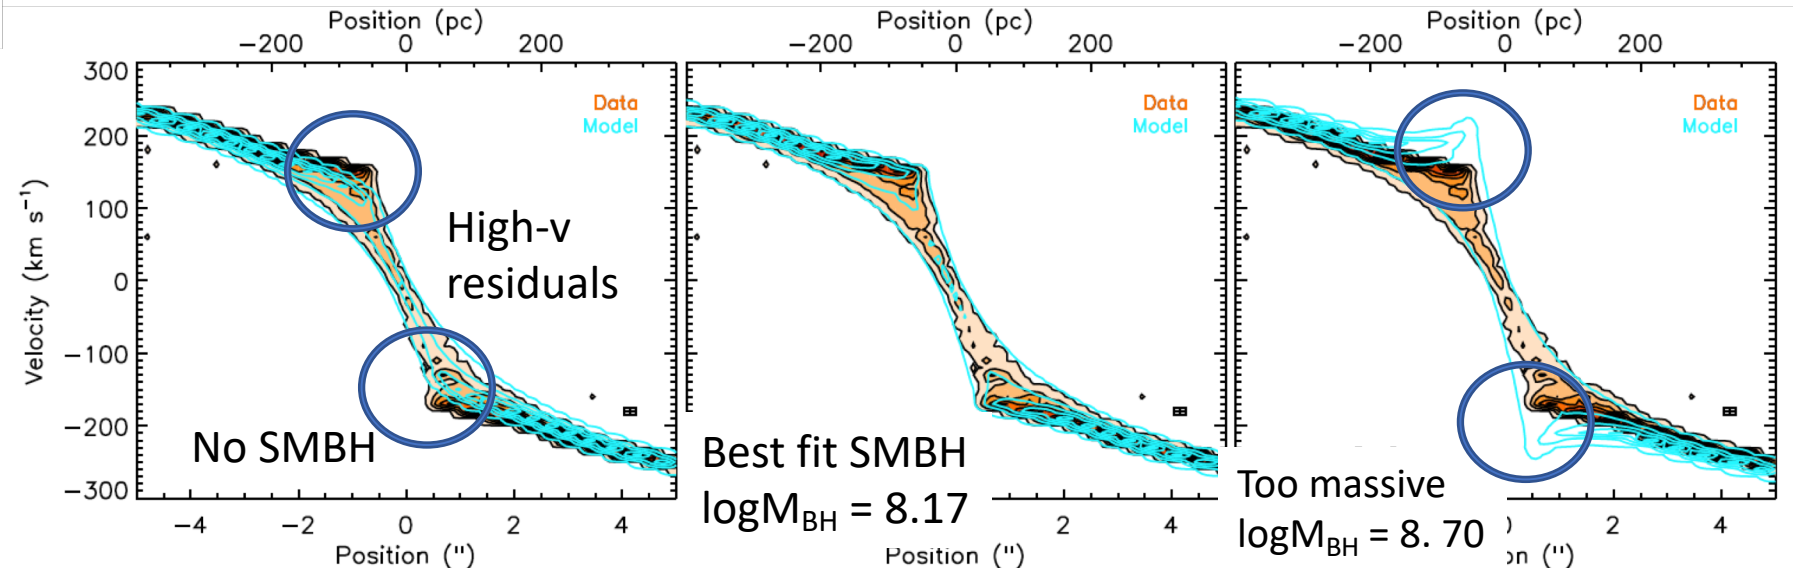 Position (pc)
Position (pc)
Position (pc)
−200 0 200
−200 0 200
−200 0 200
300
200
100
0
−100
−200
−300
Velocity (km s⁻¹)
Data
Model
High-v
residuals
No SMBH
−4 −2 0 2 4
Position (")
Data
Model
Best fit SMBH
logM_BH = 8.17
2 4
Position (")
Data
Model
Too massive
logM_BH = 8. 70
2 4
on (")